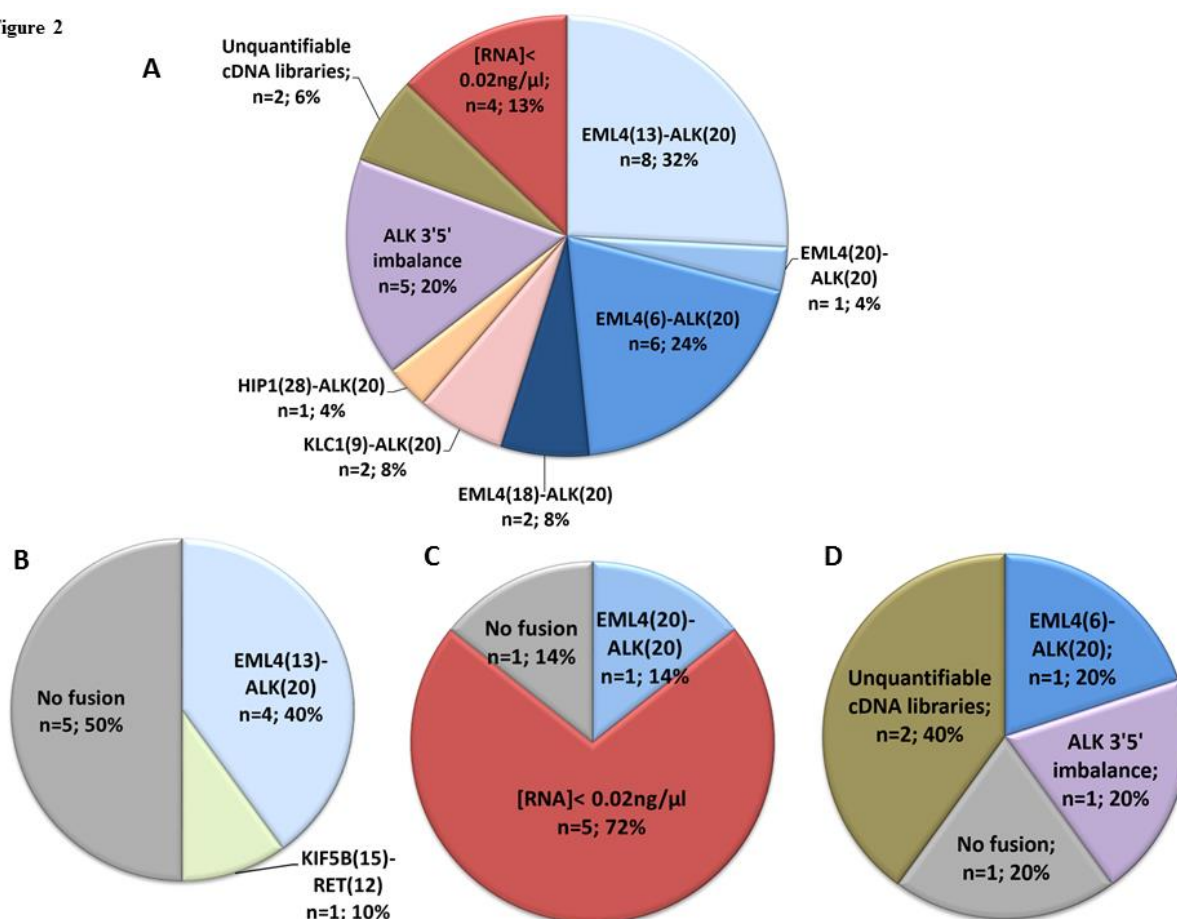 igure 2
A
Unquantifiable
cDNA libraries;
n=2; 6%
[RNA]<
0.02ng/µl;
n=4; 13%
EML4(13)-ALK(20)
n=8; 32%
EML4(20)-
ALK(20)
n= 1; 4%
EML4(6)-ALK(20)
n=6; 24%
EML4(18)-ALK(20)
n=2; 8%
KLC1(9)-ALK(20)
n=2; 8%
HIP1(28)-ALK(20)
n=1; 4%
ALK 3'5'
imbalance
n=5; 20%
B
No fusion
n=5; 50%
EML4(13)-
ALK(20)
n=4; 40%
KIF5B(15)-
RET(12)
n=1; 10%
C
No fusion
n=1; 14%
EML4(20)-
ALK(20)
n=1; 14%
[RNA]< 0.02ng/µl
n=5; 72%
D
Unquantifiable
cDNA libraries;
n=2; 40%
EML4(6)-
ALK(20);
n=1; 20%
ALK 3'5'
imbalance;
n=1; 20%
No fusion;
n=1; 20%